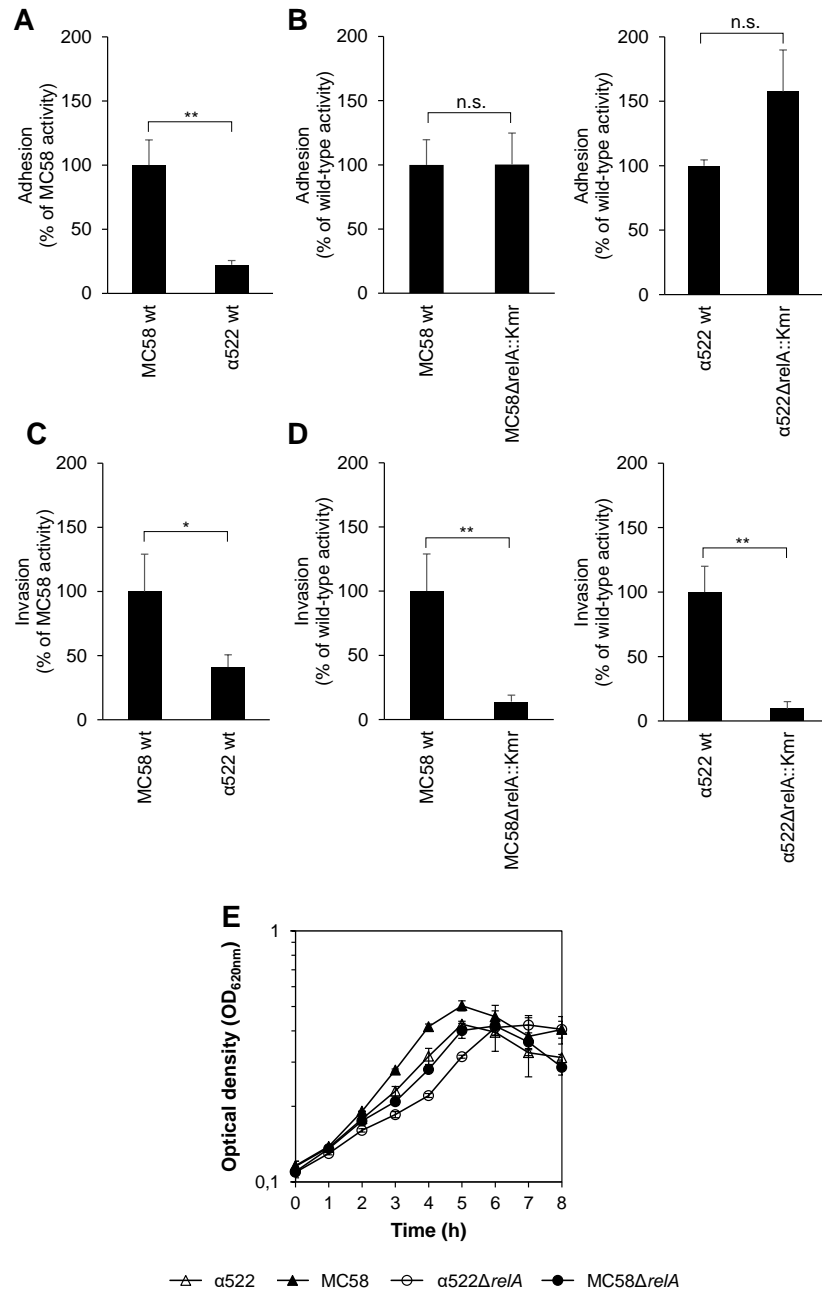 A
200
150
100
50
0
Adhesion
(% of MC58 activity)
**
MC58 wt
α522 wt
B
200
150
100
50
0
Adhesion
(% of wild-type activity)
n.s.
MC58 wt
MC58ΔrelA::Kmr
200
150
100
50
0
Adhesion
(% of wild-type activity)
n.s.
α522 wt
α522ΔrelA::Kmr
C
200
150
100
50
0
Invasion
(% of MC58 activity)
*
MC58 wt
α522 wt
D
200
150
100
50
0
Invasion
(% of wild-type activity)
**
MC58 wt
MC58ΔrelA::Kmr
200
150
100
50
0
Invasion
(% of wild-type activity)
**
α522 wt
α522ΔrelA::Kmr
E
1
0,1
Optical density (OD620nm)
0 1 2 3 4 5 6 7 8
Time (h)
α522 MC58 α522ΔrelA MC58ΔrelA